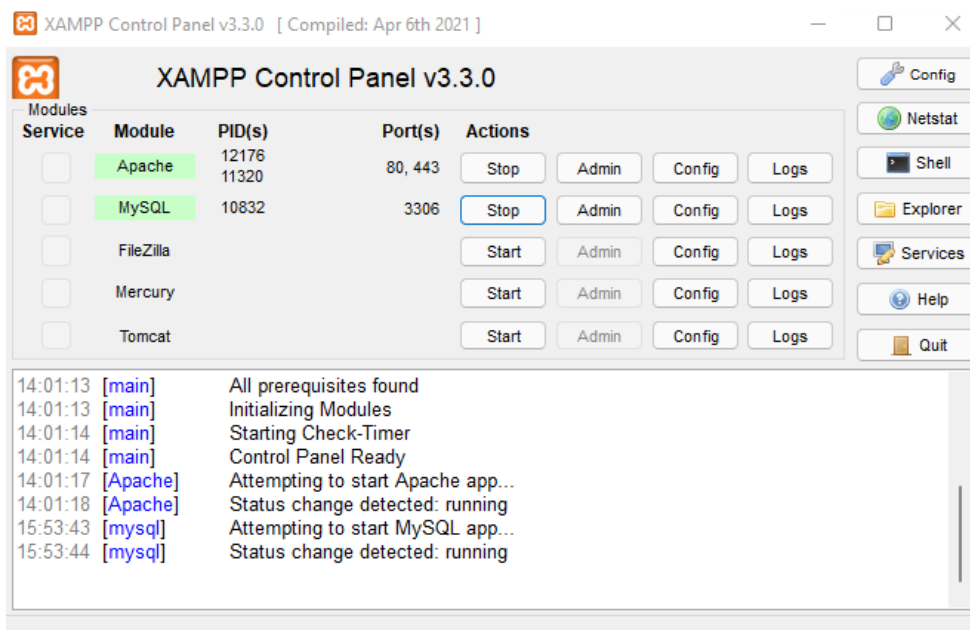 XAMPP Control Panel v3.3.0 [ Compiled: Apr 6th 2021 ]
XAMPP Control Panel v3.3.0
Config
Modules
Service Module PID(s) Port(s) Actions
Netstat
Apache 12176 11320 80, 443 Stop Admin Config Logs
Shell
MySQL 10832 3306 Stop Admin Config Logs
Explorer
FileZilla Start Admin Config Logs
Services
Mercury Start Admin Config Logs
Help
Tomcat Start Admin Config Logs
Quit
14:01:13 [main] All prerequisites found
14:01:13 [main] Initializing Modules
14:01:14 [main] Starting Check-Timer
14:01:14 [main] Control Panel Ready
14:01:17 [Apache] Attempting to start Apache app...
14:01:18 [Apache] Status change detected: running
15:53:43 [mysql] Attempting to start MySQL app...
15:53:44 [mysql] Status change detected: running